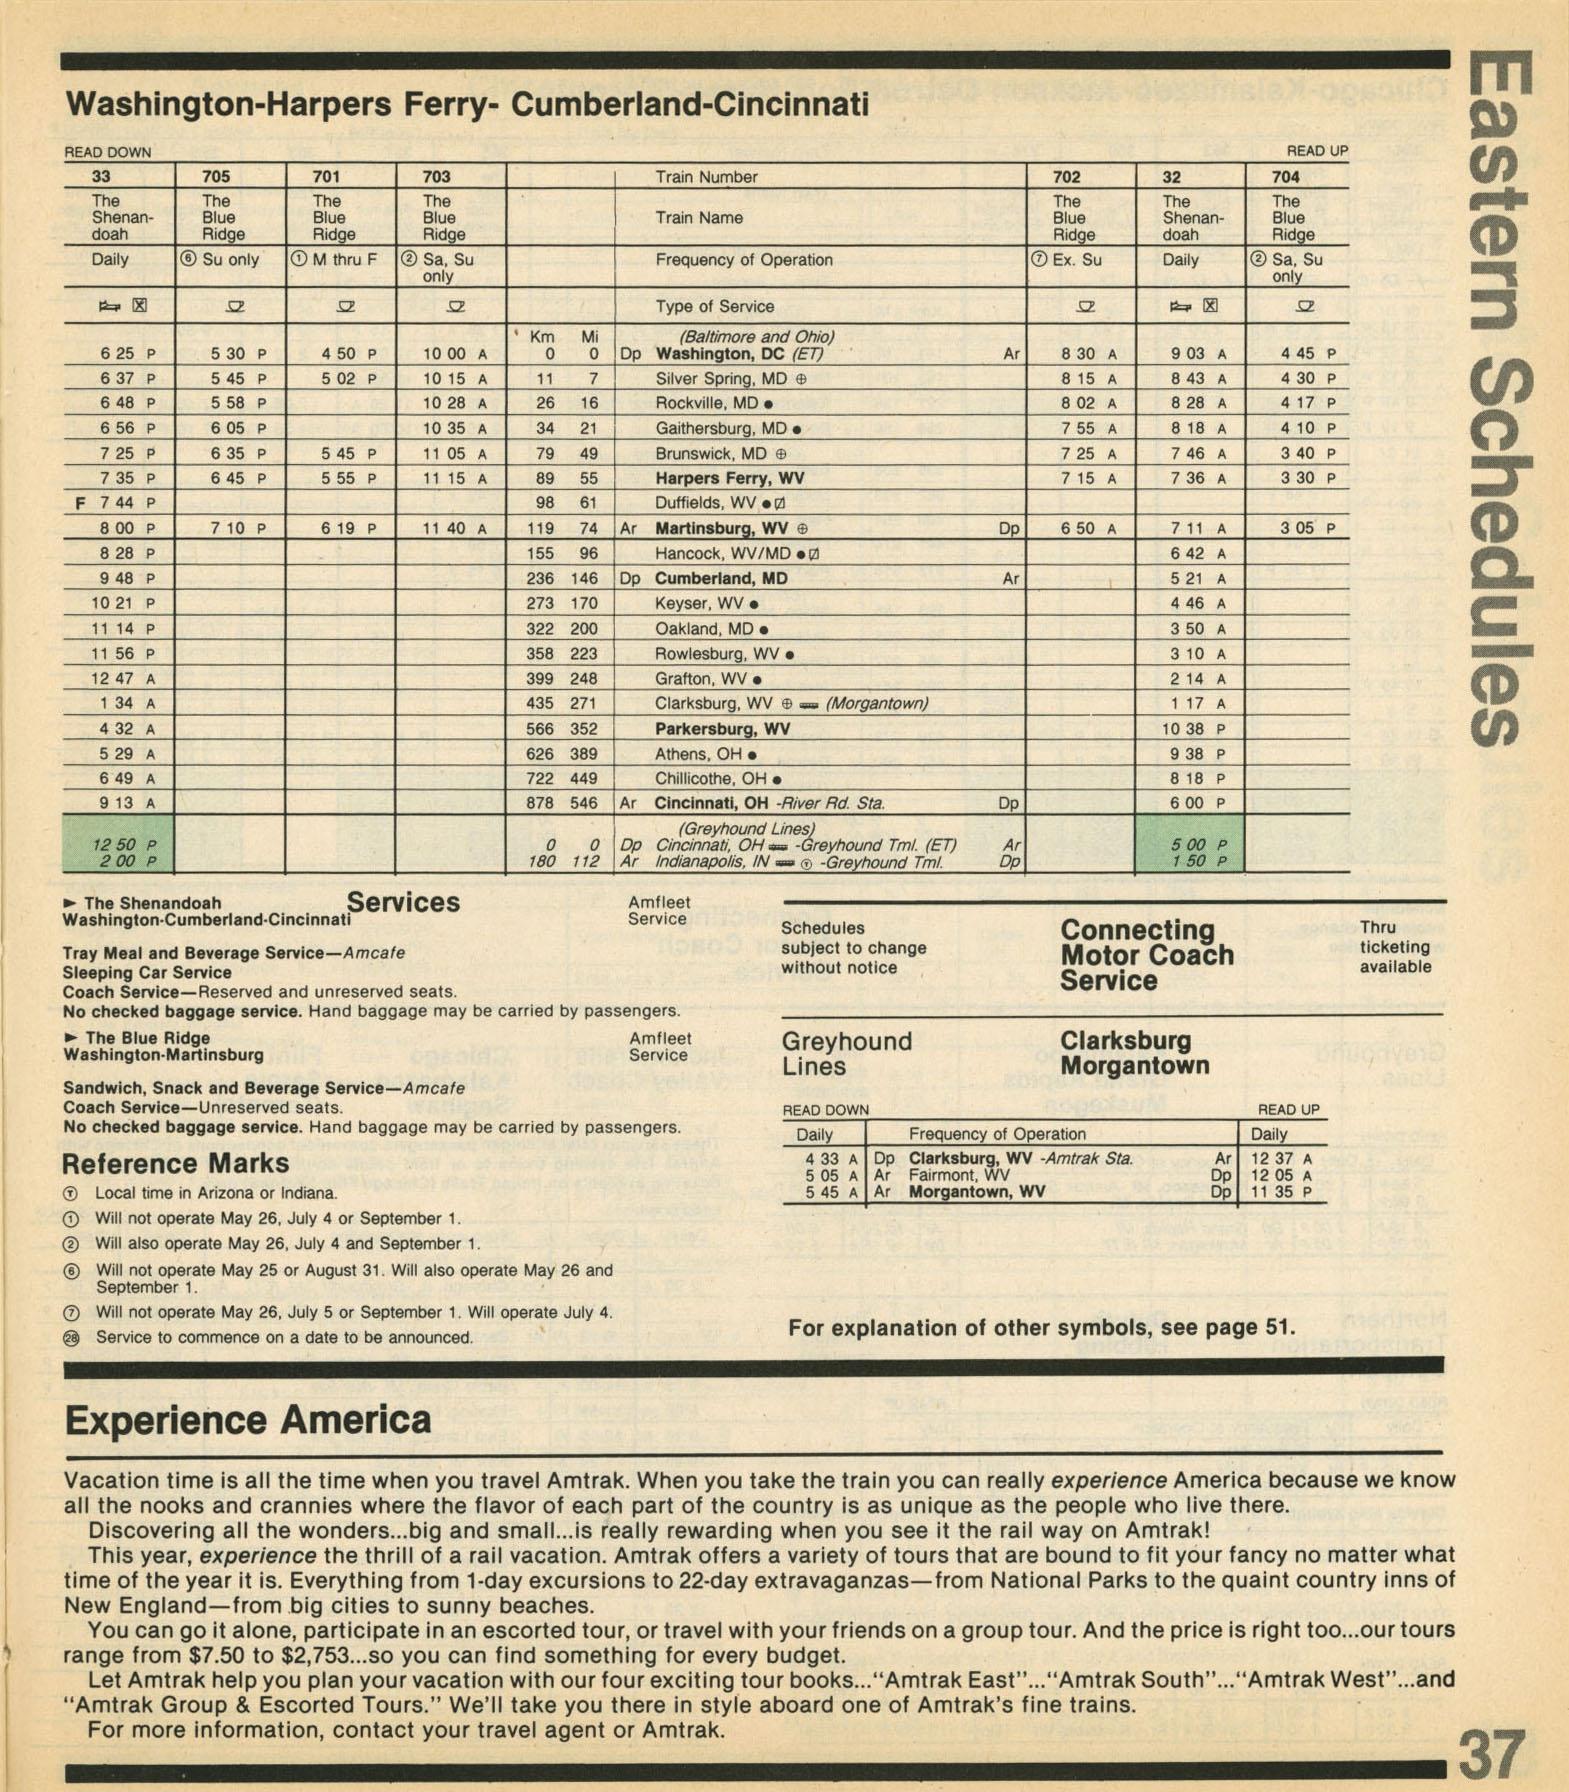 Eastern Schedules
Washington-Harpers Ferry- Cumberland-Cincinnati
READ DOWN READ UP
33 705 701 703 Train Number 702 32 704
The Shenan-doah The Blue Ridge The Blue Ridge The Blue Ridge Train Name The Blue Ridge The Shenan-doah The Blue Ridge
Daily ⑥ Su only ① M thru F ② Sa, Su only Frequency of Operation ⑦ Ex. Su Daily ② Sa, Su only
Type of Service
Km Mi (Baltimore and Ohio)
6 25 P 5 30 P 4 50 P 10 00 A 0 0 Dp Washington, DC (ET) Ar 8 30 A 9 03 A 4 45 P
6 37 P 5 45 P 5 02 P 10 15 A 11 7 Silver Spring, MD ⊕ 8 15 A 8 43 A 4 30 P
6 48 P 5 58 P 10 28 A 26 16 Rockville, MD ● 8 02 A 8 28 A 4 17 P
6 56 P 6 05 P 10 35 A 34 21 Gaithersburg, MD ● 7 55 A 8 18 A 4 10 P
7 25 P 6 35 P 5 45 P 11 05 A 79 49 Brunswick, MD ⊕ 7 25 A 7 46 A 3 40 P
7 35 P 6 45 P 5 55 P 11 15 A 89 55 Harpers Ferry, WV 7 15 A 7 36 A 3 30 P
F 7 44 P 98 61 Duffields, WV ●
8 00 P 7 10 P 6 19 P 11 40 A 119 74 Ar Martinsburg, WV ⊕ Dp 6 50 A 7 11 A 3 05 P
8 28 P 155 96 Hancock, WV/MD ● 6 42 A
9 48 P 236 146 Dp Cumberland, MD Ar 5 21 A
10 21 P 273 170 Keyser, WV ● 4 46 A
11 14 P 322 200 Oakland, MD ● 3 50 A
11 56 P 358 223 Rowlesburg, WV ● 3 10 A
12 47 A 399 248 Grafton, WV ● 2 14 A
1 34 A 435 271 Clarksburg, WV ⊕ (Morgantown) 1 17 A
4 32 A 566 352 Parkersburg, WV 10 38 P
5 29 A 626 389 Athens, OH ● 9 38 P
6 49 A 722 449 Chillicothe, OH ● 8 18 P
9 13 A 878 546 Ar Cincinnati, OH -River Rd. Sta. Dp 6 00 P
(Greyhound Lines)
12 50 P 0 0 Dp Cincinnati, OH -Greyhound Tml. (ET) Ar 5 00 P
2 00 P 180 112 Ar Indianapolis, IN Ⓣ -Greyhound Tml. Dp 1 50 P
► The Shenandoah Services Amfleet
Washington-Cumberland-Cincinnati Service
Tray Meal and Beverage Service—Amcafe
Sleeping Car Service
Coach Service—Reserved and unreserved seats.
No checked baggage service. Hand baggage may be carried by passengers.
► The Blue Ridge Amfleet
Washington-Martinsburg Service
Sandwich, Snack and Beverage Service—Amcafe
Coach Service—Unreserved seats.
No checked baggage service. Hand baggage may be carried by passengers.
Reference Marks
Ⓣ Local time in Arizona or Indiana.
① Will not operate May 26, July 4 or September 1.
② Will also operate May 26, July 4 and September 1.
⑥ Will not operate May 25 or August 31. Will also operate May 26 and
September 1.
⑦ Will not operate May 26, July 5 or September 1. Will operate July 4.
㉘ Service to commence on a date to be announced.
Schedules
subject to change
without notice
Connecting
Motor Coach
Service
Thru
ticketing
available
Greyhound
Lines
Clarksburg
Morgantown
READ DOWN READ UP
Daily Frequency of Operation Daily
4 33 A Dp Clarksburg, WV -Amtrak Sta. Ar 12 37 A
5 05 A Ar Fairmont, WV Dp 12 05 A
5 45 A Ar Morgantown, WV Dp 11 35 P
For explanation of other symbols, see page 51.
Experience America
Vacation time is all the time when you travel Amtrak. When you take the train you can really experience America because we know
all the nooks and crannies where the flavor of each part of the country is as unique as the people who live there.
Discovering all the wonders...big and small...is really rewarding when you see it the rail way on Amtrak!
This year, experience the thrill of a rail vacation. Amtrak offers a variety of tours that are bound to fit your fancy no matter what
time of the year it is. Everything from 1-day excursions to 22-day extravaganzas—from National Parks to the quaint country inns of
New England—from big cities to sunny beaches.
You can go it alone, participate in an escorted tour, or travel with your friends on a group tour. And the price is right too...our tours
range from $7.50 to $2,753...so you can find something for every budget.
Let Amtrak help you plan your vacation with our four exciting tour books...“Amtrak East”...“Amtrak South”...“Amtrak West”...and
“Amtrak Group & Escorted Tours.” We'll take you there in style aboard one of Amtrak's fine trains.
For more information, contact your travel agent or Amtrak.
37